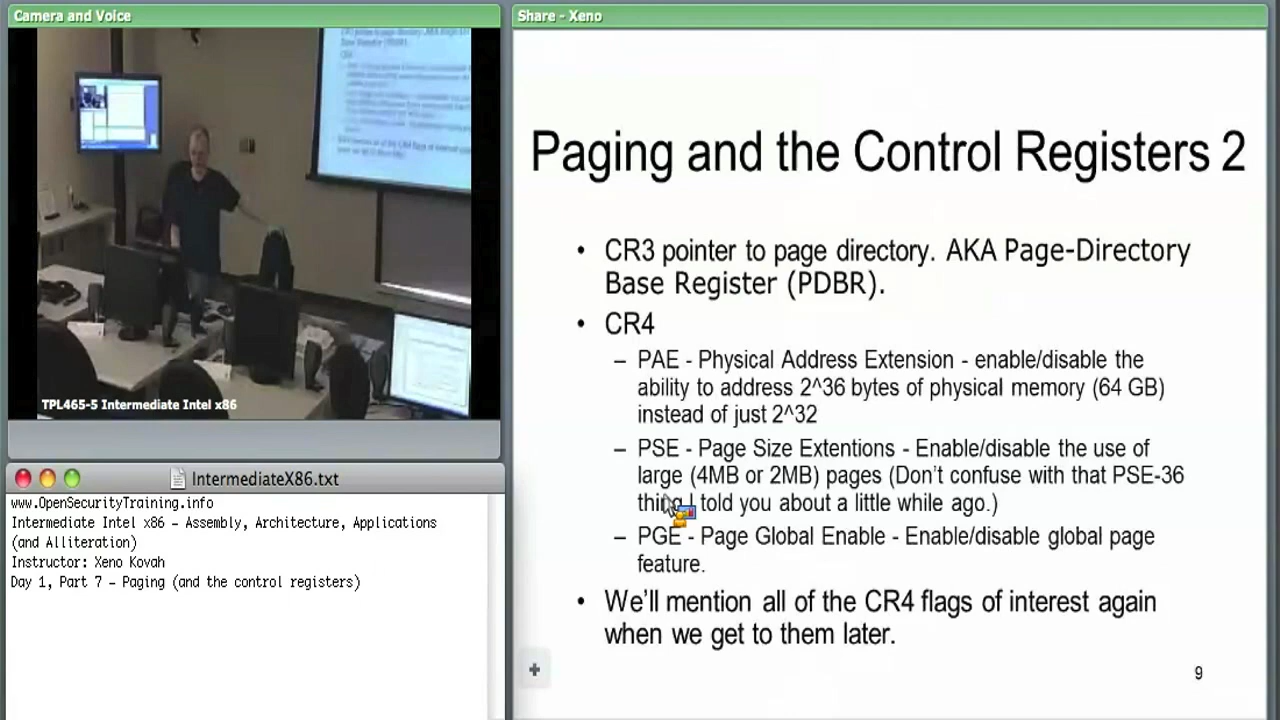 Camera and Voice
TPL465-5 Intermediate Intel x86
IntermediateX86.txt
www.OpenSecurityTraining.info
Intermediate Intel x86 – Assembly, Architecture, Applications
(and Alliteration)
Instructor: Xeno Kovah
Day 1, Part 7 – Paging (and the control registers)
Share - Xeno
Paging and the Control Registers 2
• CR3 pointer to page directory. AKA Page-Directory
Base Register (PDBR).
• CR4
– PAE - Physical Address Extension - enable/disable the
ability to address 2^36 bytes of physical memory (64 GB)
instead of just 2^32
– PSE - Page Size Extentions - Enable/disable the use of
large (4MB or 2MB) pages (Don't confuse with that PSE-36
thing I told you about a little while ago.)
– PGE - Page Global Enable - Enable/disable global page
feature.
• We'll mention all of the CR4 flags of interest again
when we get to them later.
9